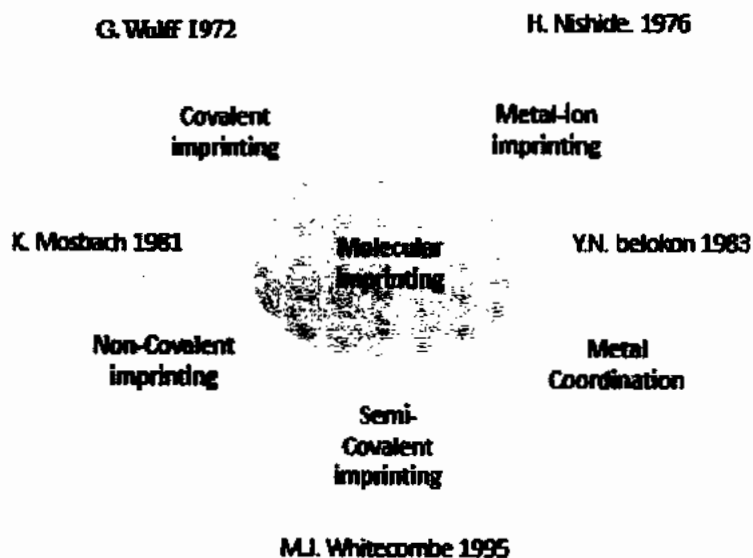 G. Wulff 1972
H. Nishide. 1976
Covalent
imprinting
Metal-Ion
imprinting
K. Mosbach 1981
Molecular
imprinting
Y.N. belokon 1983
Non-Covalent
imprinting
Metal
Coordination
Semi-
Covalent
imprinting
M.J. Whitecombe 1995